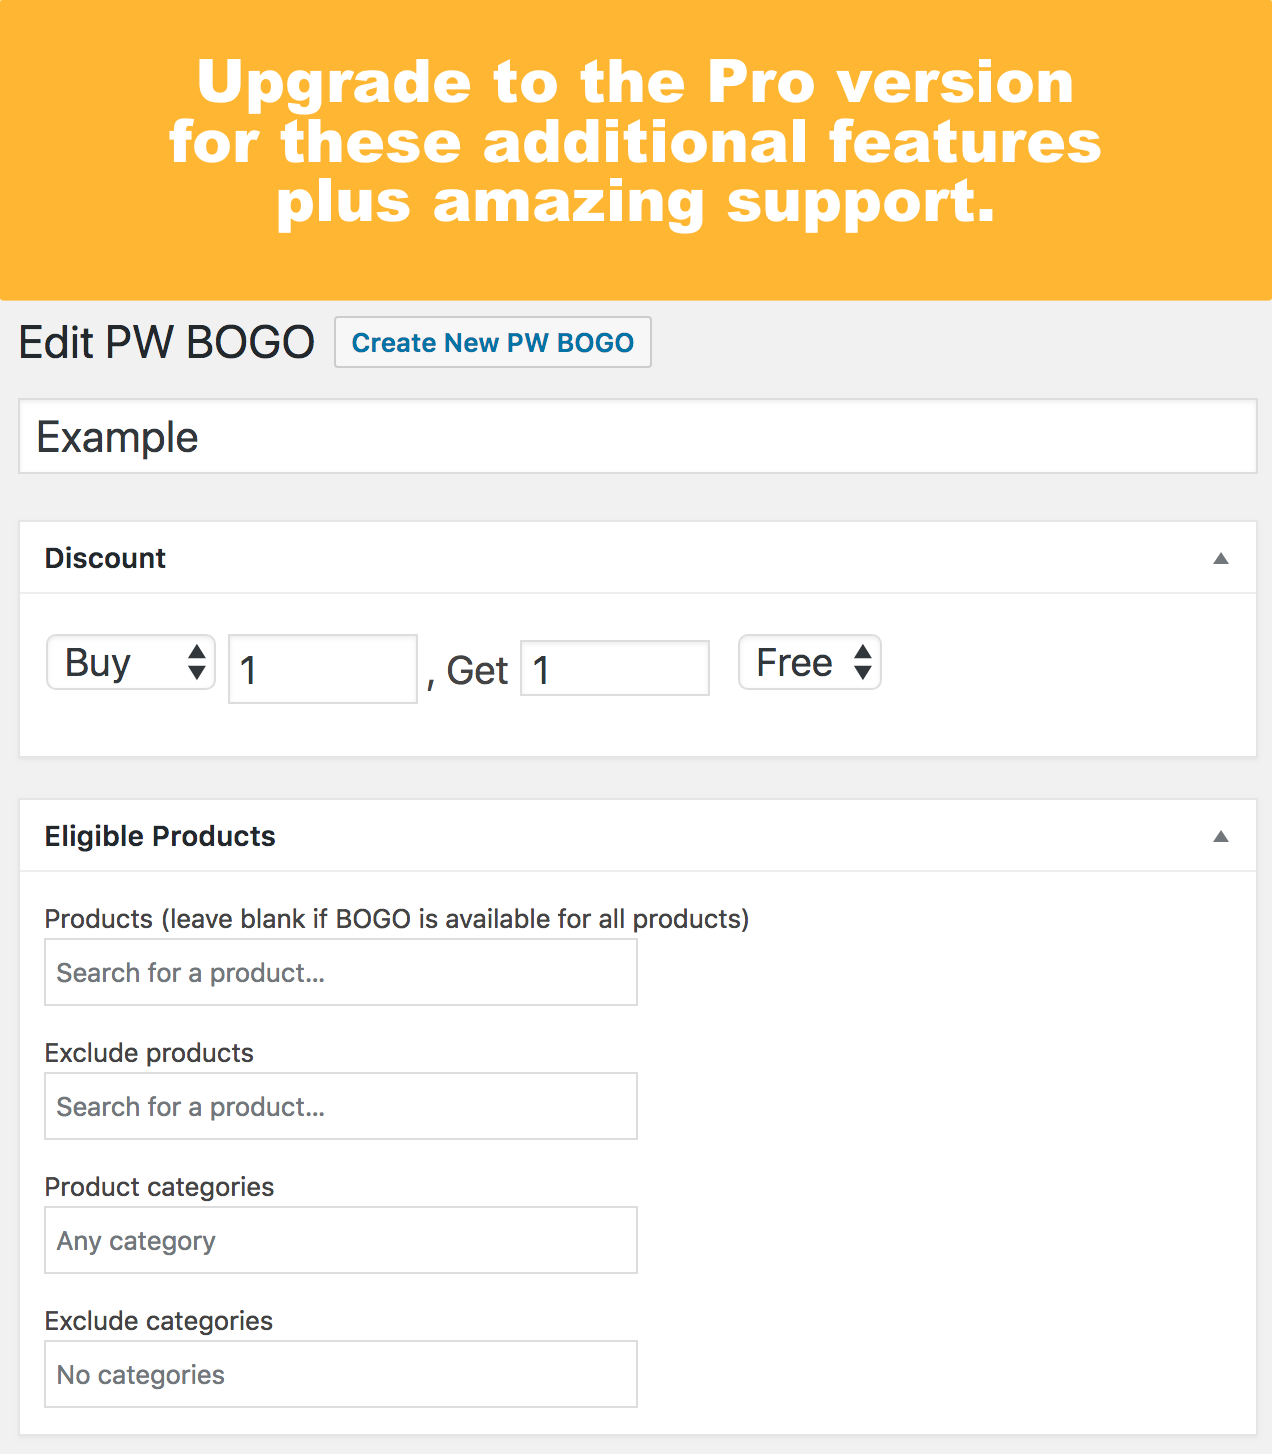 Upgrade to the Pro version
for these additional features
plus amazing support.
Edit PW BOGO Create New PW BOGO
Example
Discount
Buy 1 , Get 1 Free
Eligible Products
Products (leave blank if BOGO is available for all products)
Search for a product...
Exclude products
Search for a product...
Product categories
Any category
Exclude categories
No categories